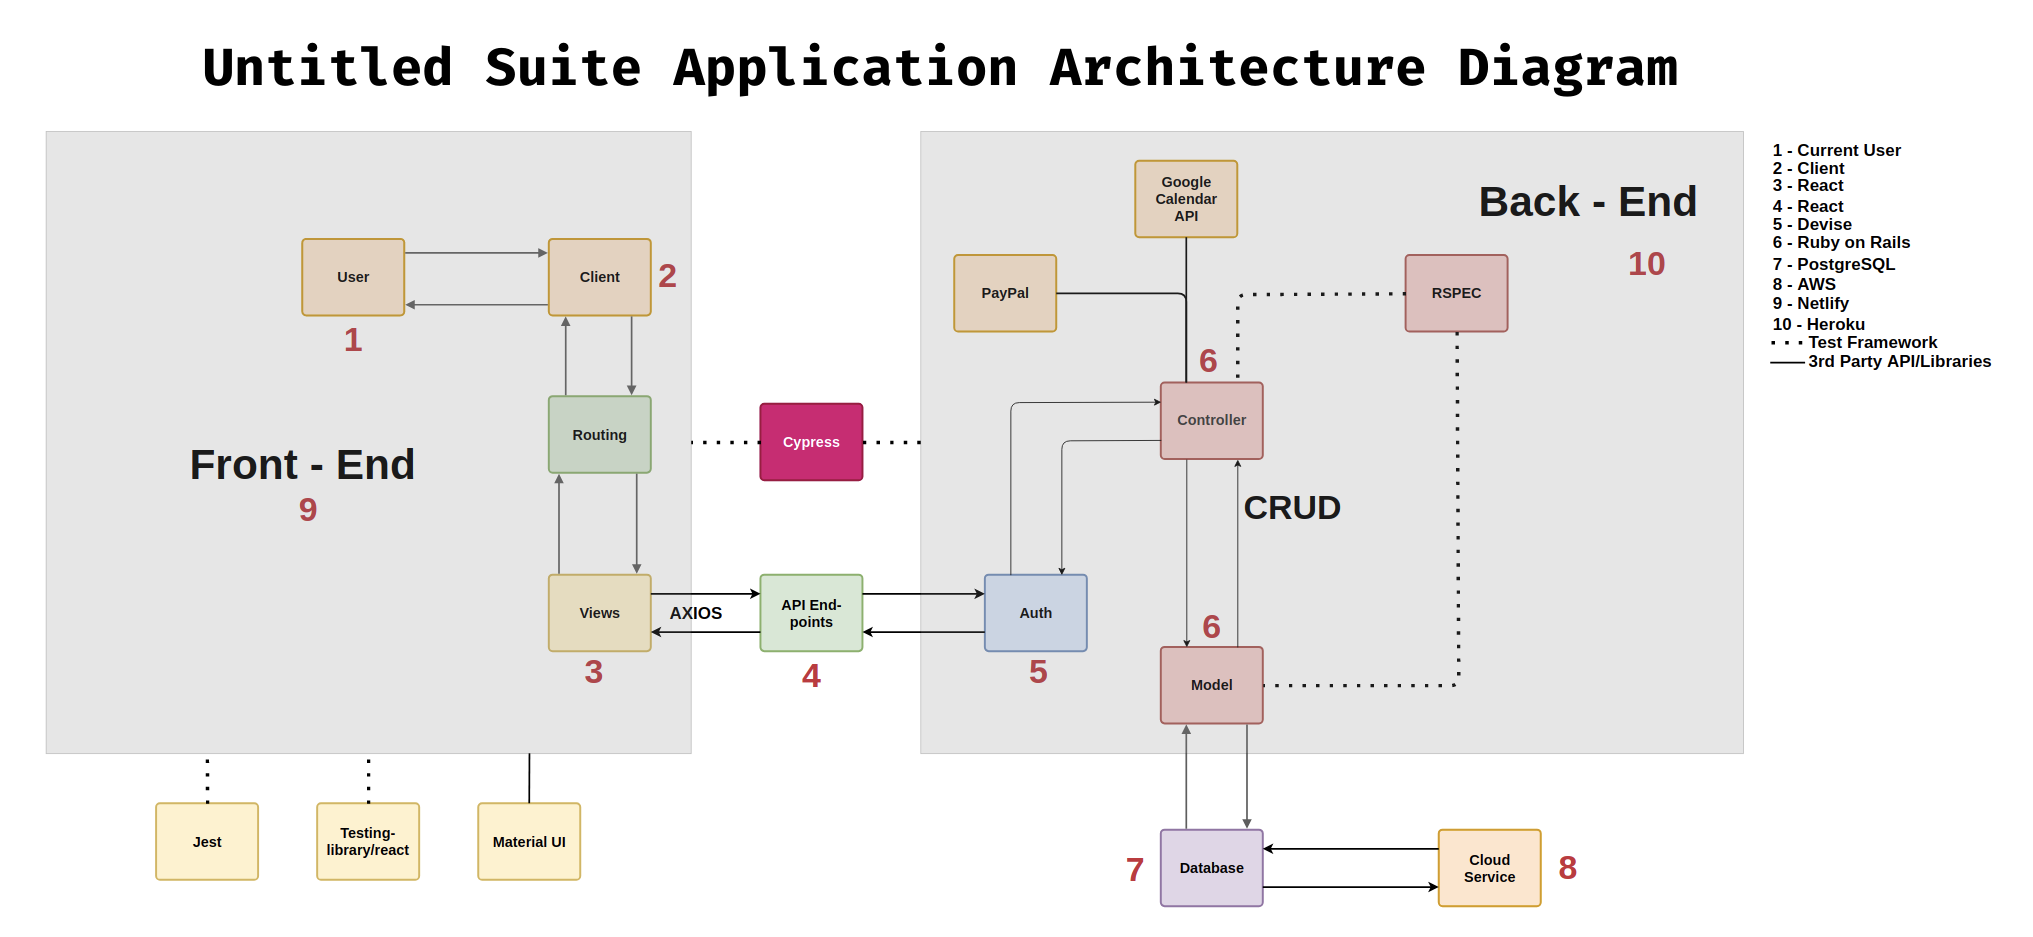 Untitled Suite Application Architecture Diagram
Front - End
9
User
1
Client
2
Routing
Views
3
AXIOS
Cypress
API End-
points
4
Back - End
10
Google
Calendar
API
PayPal
RSPEC
6
Controller
CRUD
Auth
5
6
Model
Jest
Testing-
library/react
Material UI
7
Database
Cloud
Service
8
1 - Current User
2 - Client
3 - React
4 - React
5 - Devise
6 - Ruby on Rails
7 - PostgreSQL
8 - AWS
9 - Netlify
10 - Heroku
Test Framework
3rd Party API/Libraries